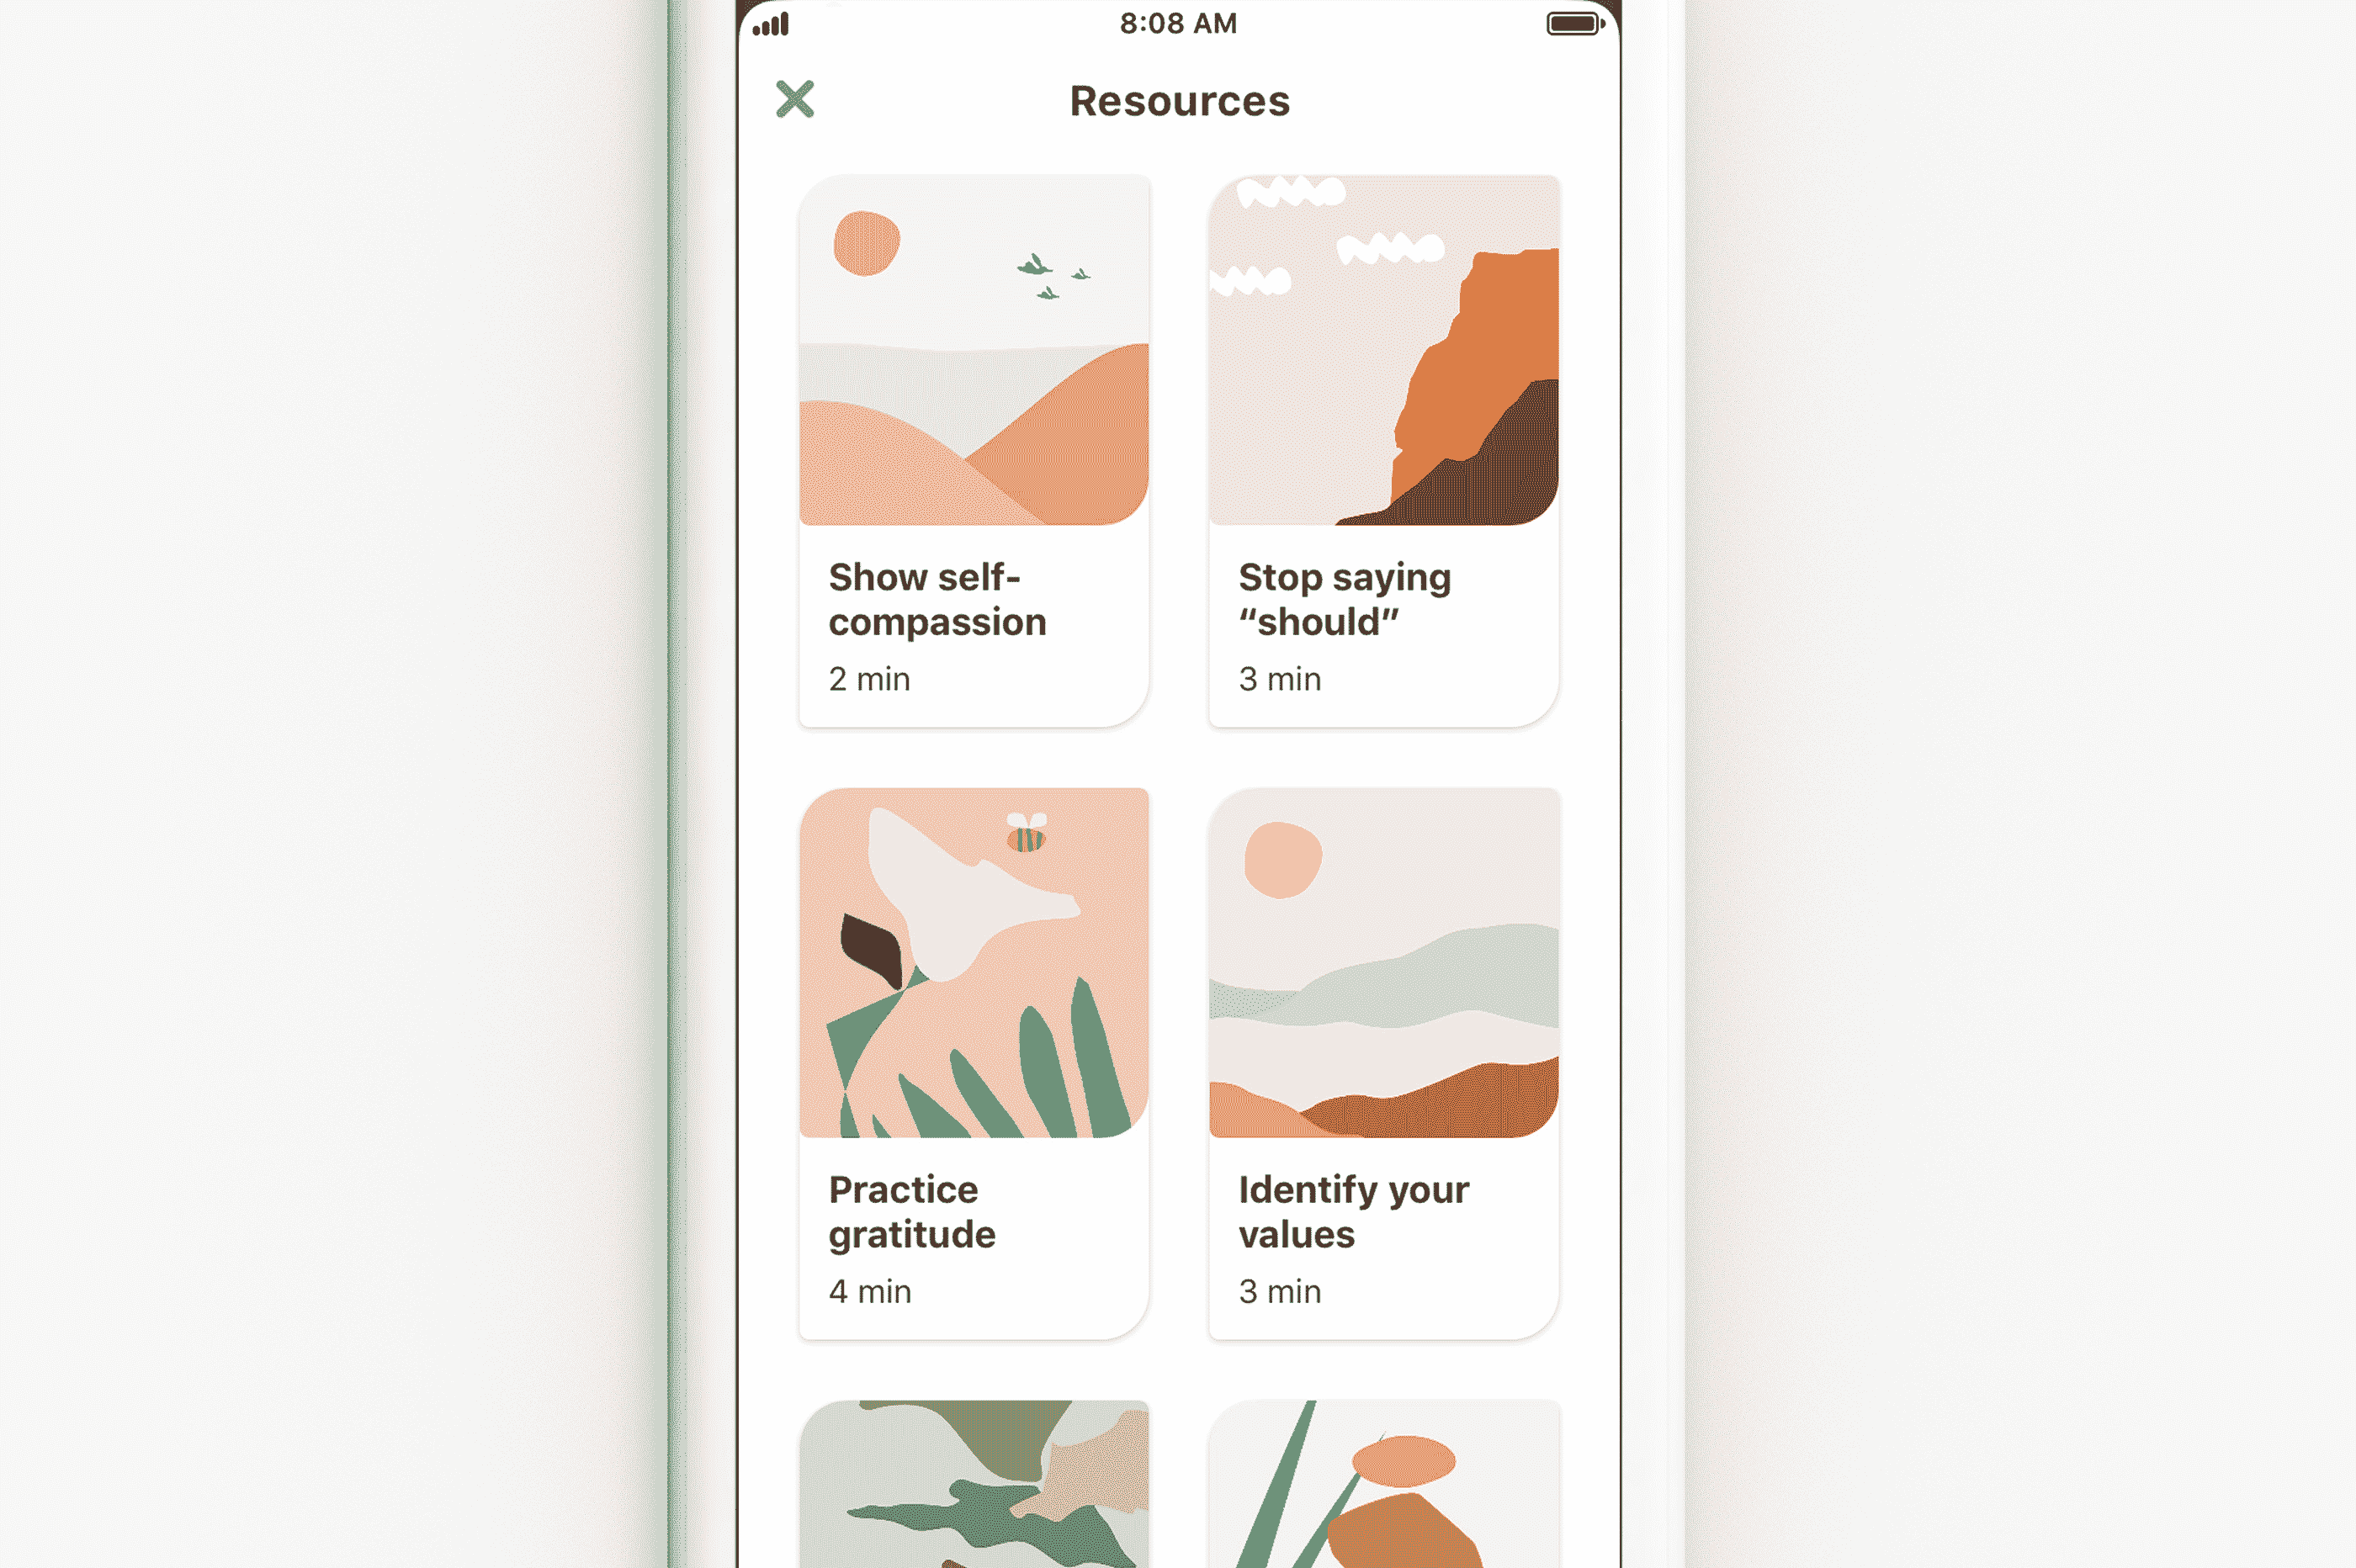 8:08 AM
Resources
Show self-
compassion
2 min
Stop saying
“should”
3 min
Practice
gratitude
4 min
Identify your
values
3 min